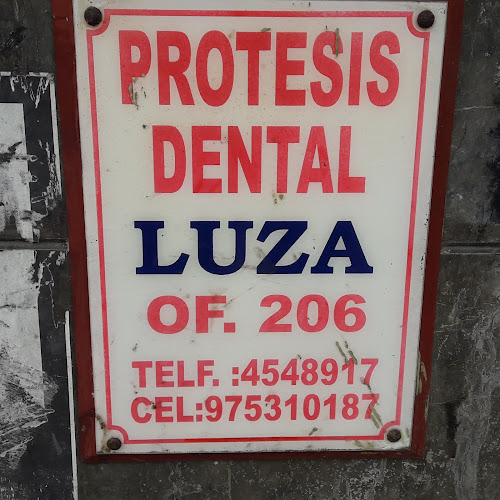 PROTESIS
DENTAL
LUZA
OF. 206
TELF. :4548917
CEL:975310187